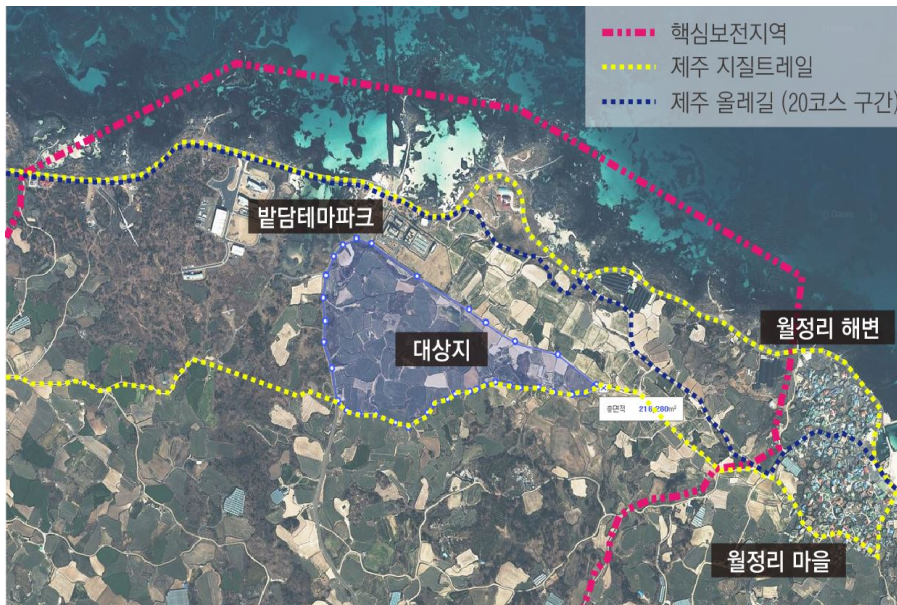 핵심보전지역
제주 지질트레일
제주 올레길 (20코스 구간)
밭담테마파크
대상지
월정리 해변
총면적 216,280m²
월정리 마을